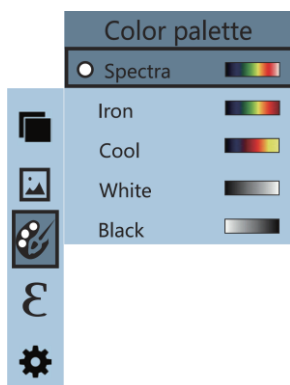 Color palette
Spectra
Iron
Cool
White
Black
ε